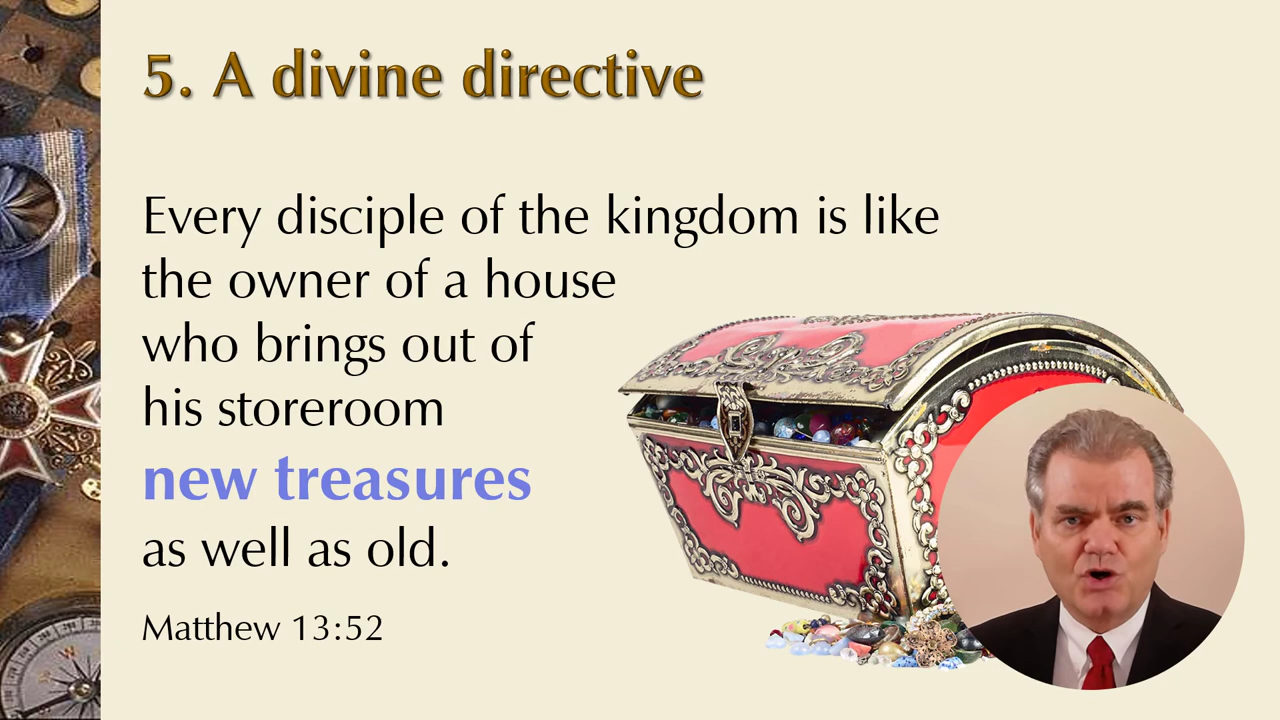 5. A divine directive
Every disciple of the kingdom is like
the owner of a house
who brings out of
his storeroom
new treasures
as well as old.
Matthew 13:52